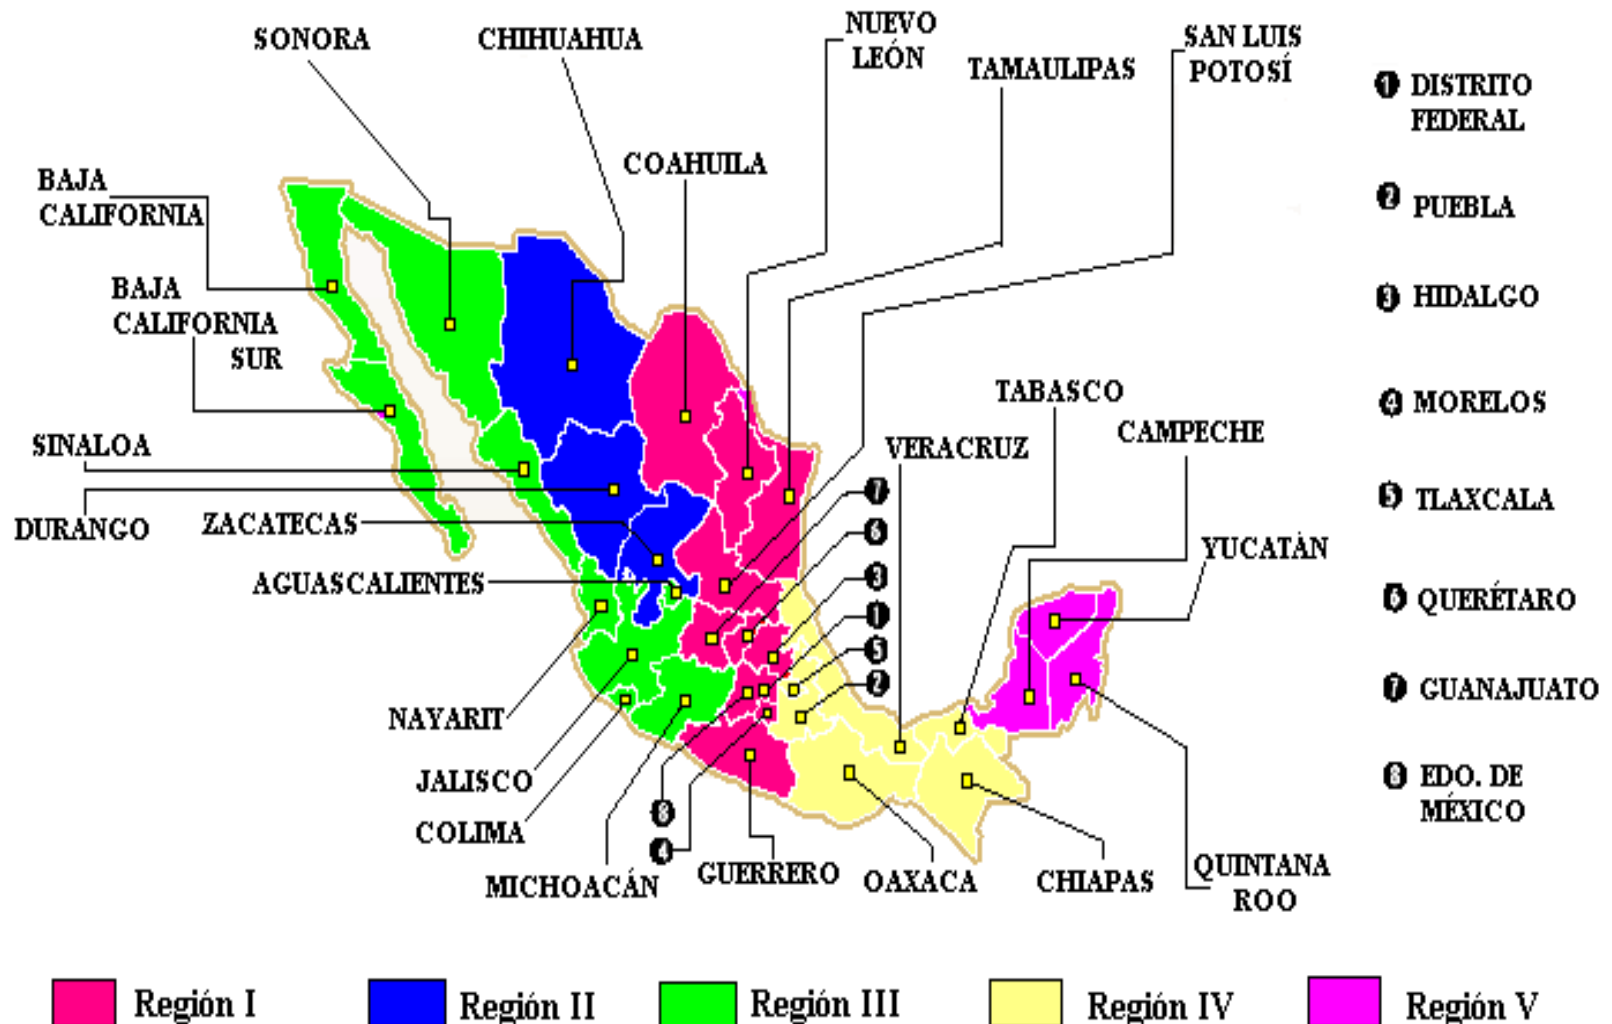 SONORA
CHIHUAHUA
NUEVO
LEÓN
TAMAULIPAS
SAN LUIS
POTOSÍ
COAHUILA
BAJA
CALIFORNIA
BAJA
CALIFORNIA
SUR
SINALOA
DURANGO
ZACATECAS
AGUASCALIENTES
NAYARIT
JALISCO
COLIMA
MICHOACÁN
GUERRERO
OAXACA
CHIAPAS
QUINTANA
ROO
TABASCO
CAMPECHE
VERACRUZ
YUCATÁN
7
6
3
1
5
2
8
4
1 DISTRITO
FEDERAL
2 PUEBLA
3 HIDALGO
4 MORELOS
5 TLAXCALA
6 QUERÉTARO
7 GUANAJUATO
8 EDO. DE
MÉXICO
Región I
Región II
Región III
Región IV
Región V